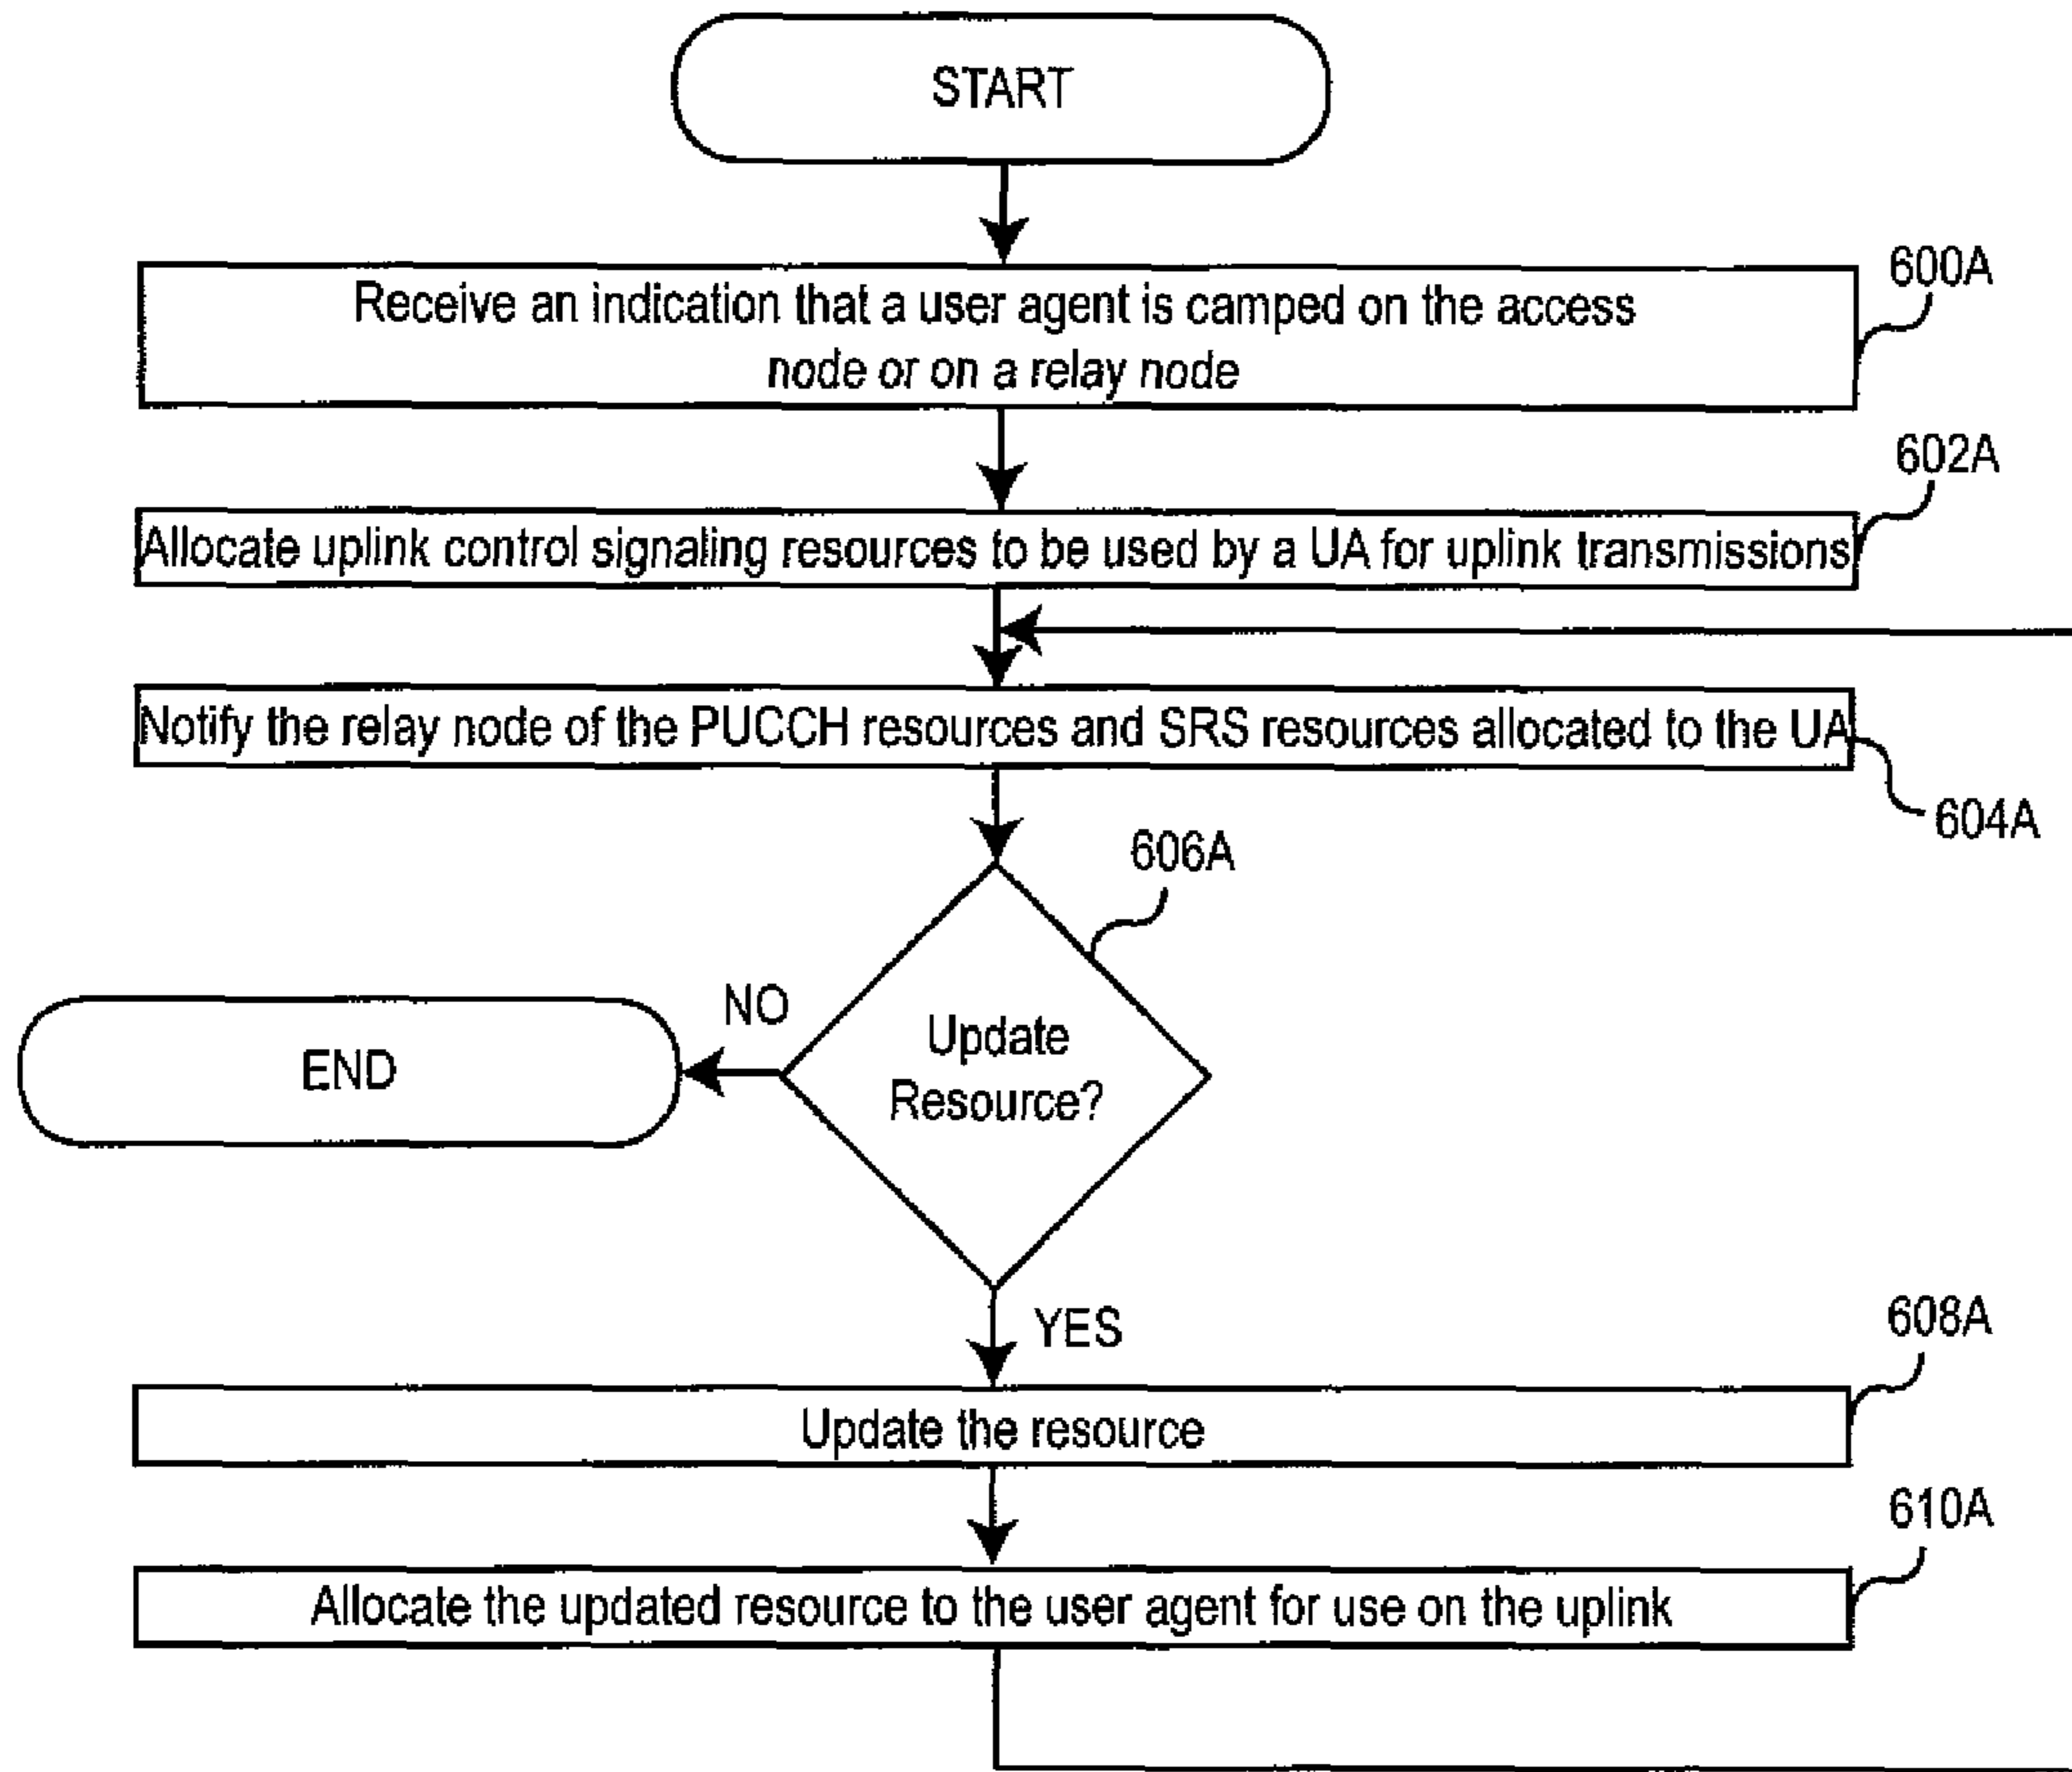 START
600A
Receive an indication that a user agent is camped on the access
node or on a relay node
602A
Allocate uplink control signaling resources to be used by a UA for uplink transmissions
Notify the relay node of the PUCCH resources and SRS resources allocated to the UA
604A
606A
NO
Update
Resource?
END
YES
608A
Update the resource
610A
Allocate the updated resource to the user agent for use on the uplink